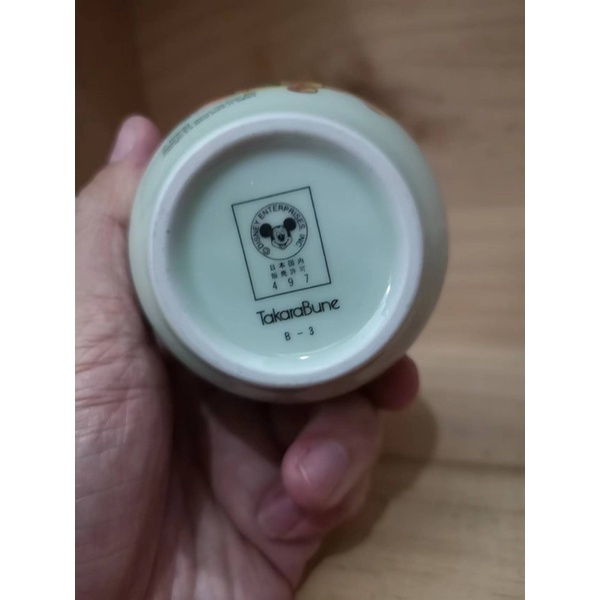 © DISNEY ENTERPRISES, INC.
日本国内
販売許可
497
TakaraBune
B-3